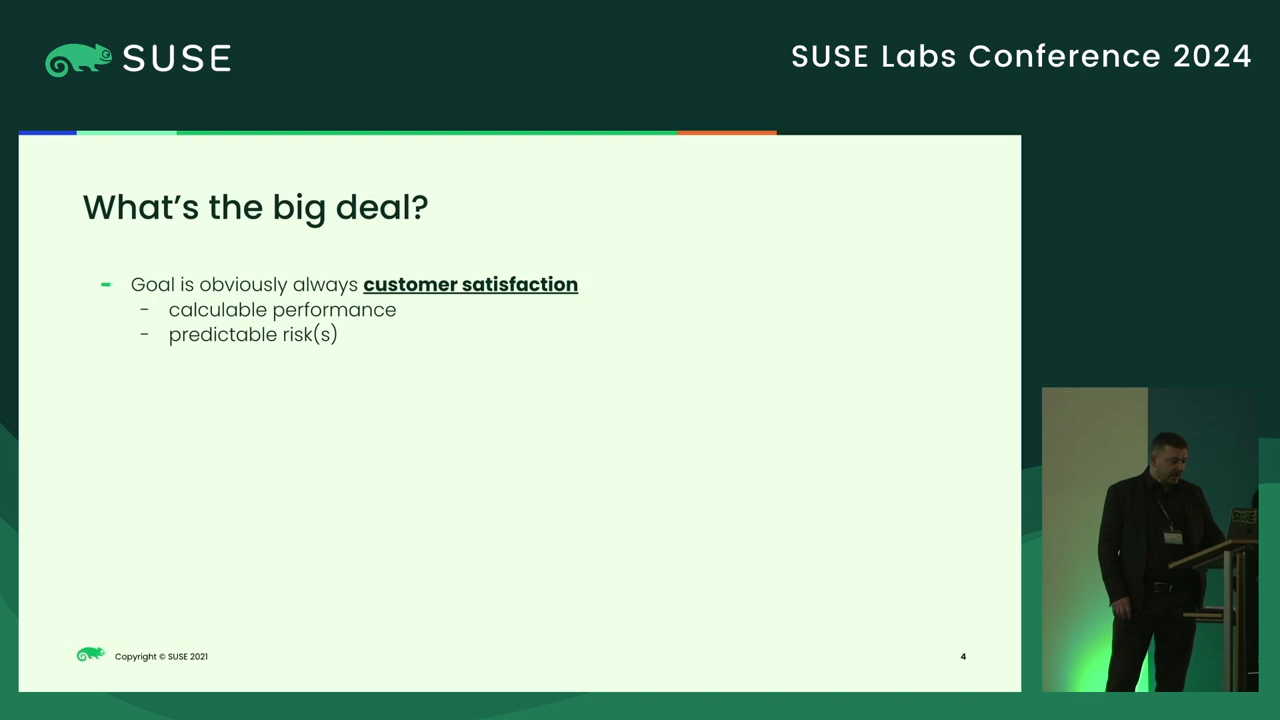 SUSE
SUSE Labs Conference 2024
What's the big deal?
- Goal is obviously always customer satisfaction
- calculable performance
- predictable risk(s)
SUSE
Copyright © SUSE 2021
4